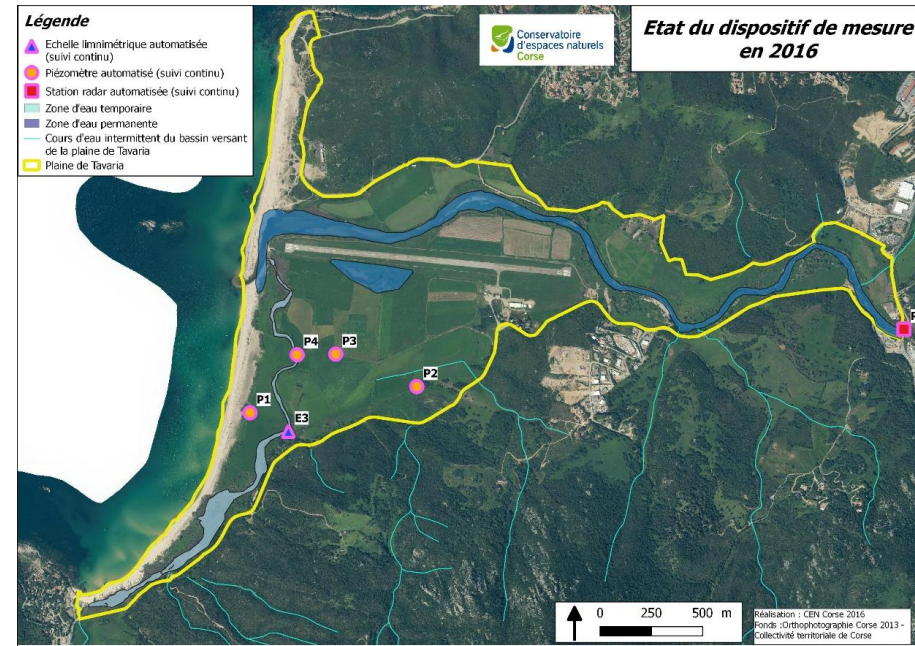 Légende
Echelle limnimétrique automatisée
(suivi continu)
Piézomètre automatisé (suivi continu)
Station radar automatisée (suivi continu)
Zone d'eau temporaire
Zone d'eau permanente
Cours d'eau intermittent du bassin versant
de la plaine de Tavaria
Plaine de Tavaria
Conservatoire
d'espaces naturels
Corse
Etat du dispositif de mesure
en 2016
R
P4
P3
P2
P1
E3
0 250 500 m
Réalisation : CEN Corse 2016
Fonds :Orthophotographie Corse 2013 -
Collectivité territoriale de Corse